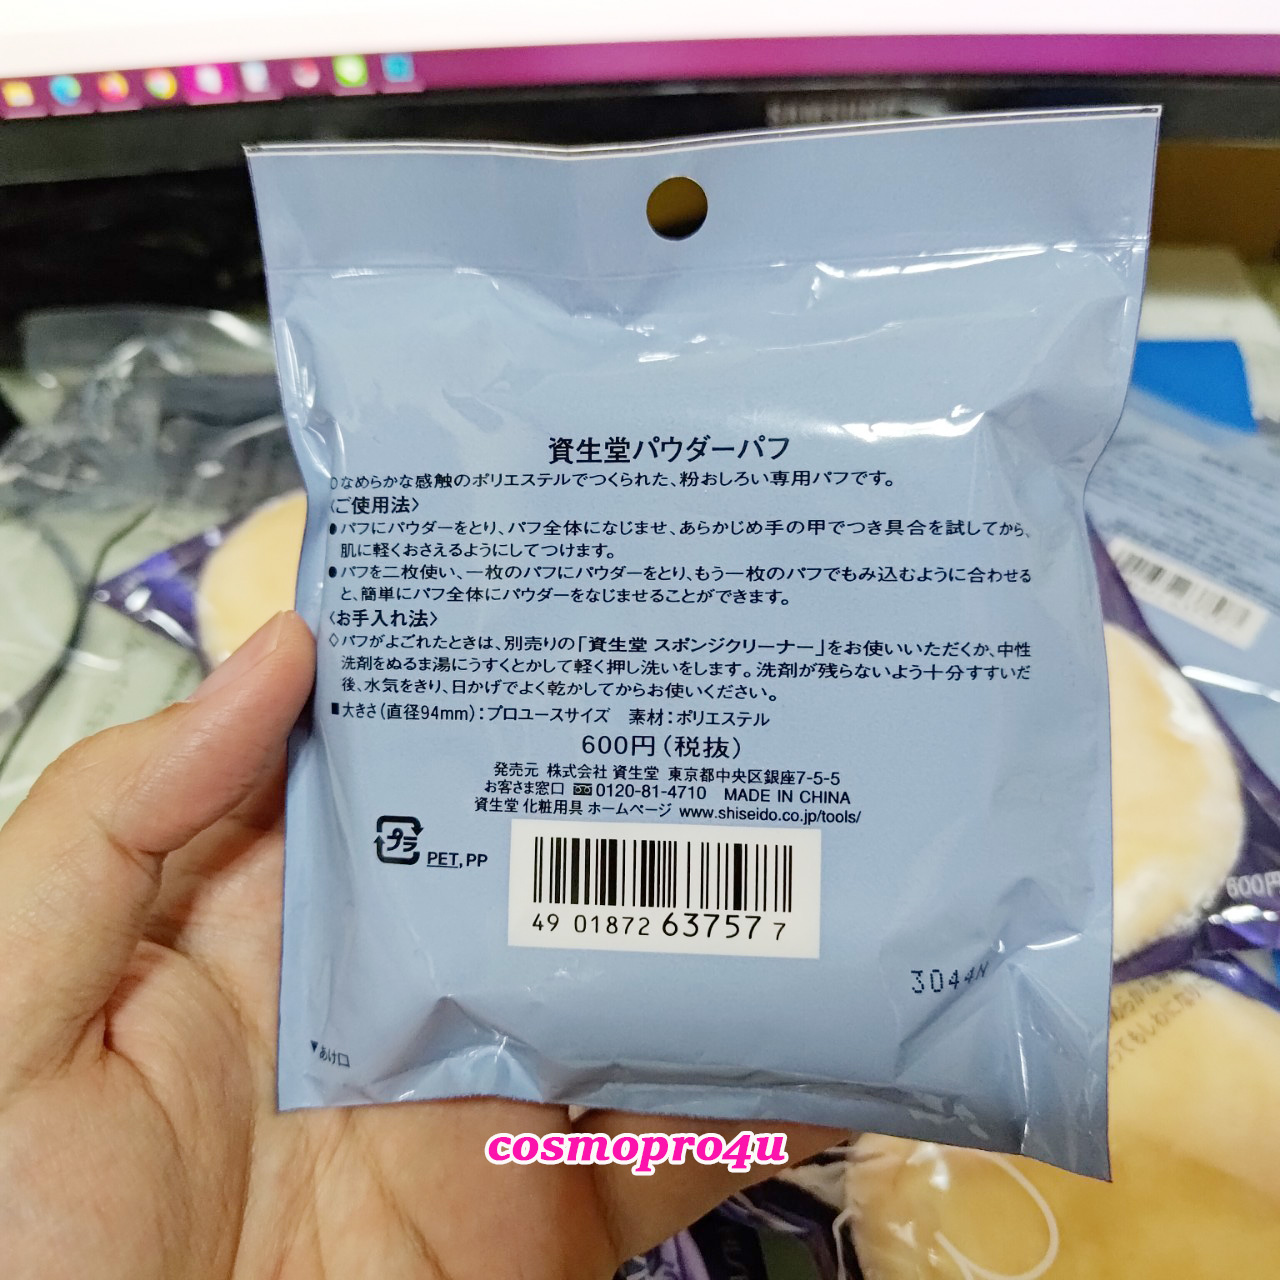 資生堂パウダーパフ
○なめらかな感触のポリエステルでつくられた、粉おしろい専用パフです。
〈ご使用法〉
●パフにパウダーをとり、パフ全体になじませ、あらかじめ手の甲でつき具合を試してから、
肌に軽くおさえるようにしてつけます。
●パフを二枚使い、一枚のパフにパウダーをとり、もう一枚のパフでもみ込むように合わせる
と、簡単にパフ全体にパウダーをなじませることができます。
〈お手入れ法〉
◇パフがよごれたときは、別売りの「資生堂 スポンジクリーナー」をお使いいただくか、中性
洗剤をぬるま湯にうすくとかして軽く押し洗いをします。洗剤が残らないよう十分すすいだ
後、水気をきり、日かげでよく乾かしてからお使いください。
■大きさ(直径94mm):プロユースサイズ 素材:ポリエステル
600円(税抜)
発売元 株式会社 資生堂 東京都中央区銀座7-5-5
お客さま窓口 0120-81-4710 MADE IN CHINA
資生堂 化粧用具 ホームページ www.shiseido.co.jp/tools/
プラ
PET, PP
49 01872 63757 7
3044N
▼あけ口
600円
cosmopro4u